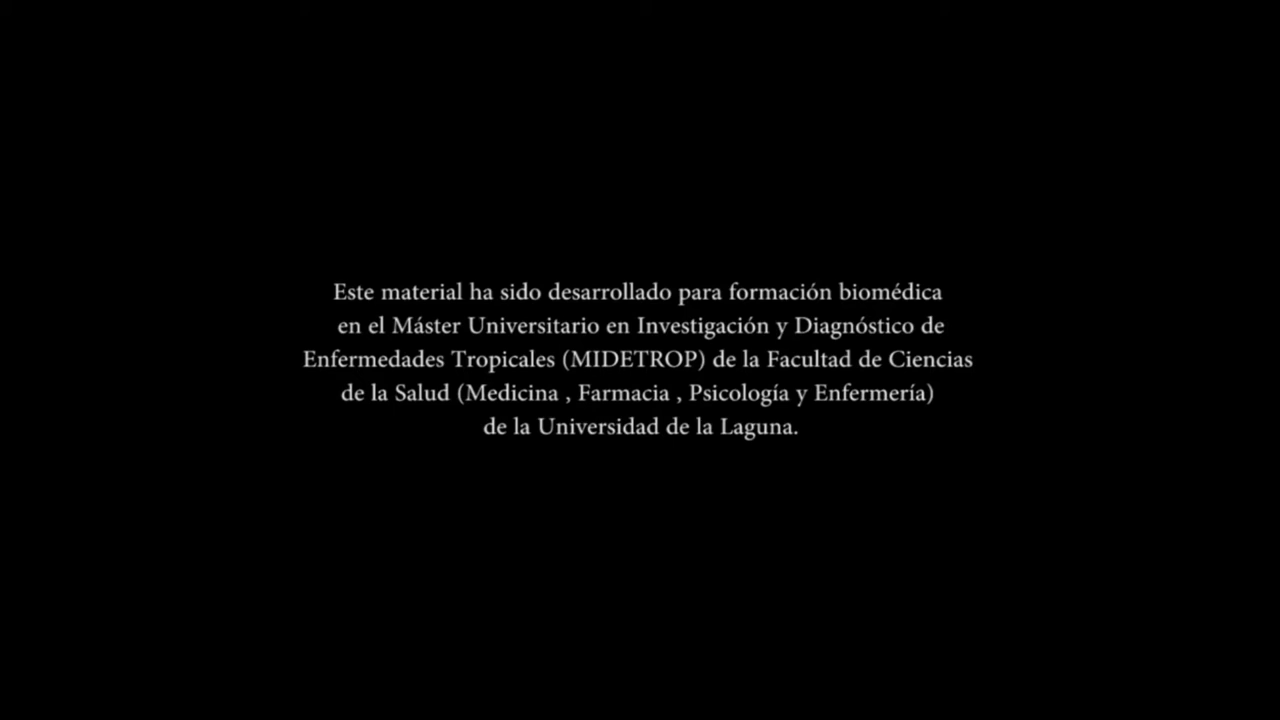 Este material ha sido desarrollado para formación biomédica
en el Máster Universitario en Investigación y Diagnóstico de
Enfermedades Tropicales (MIDETROP) de la Facultad de Ciencias
de la Salud (Medicina , Farmacia , Psicología y Enfermería)
de la Universidad de la Laguna.